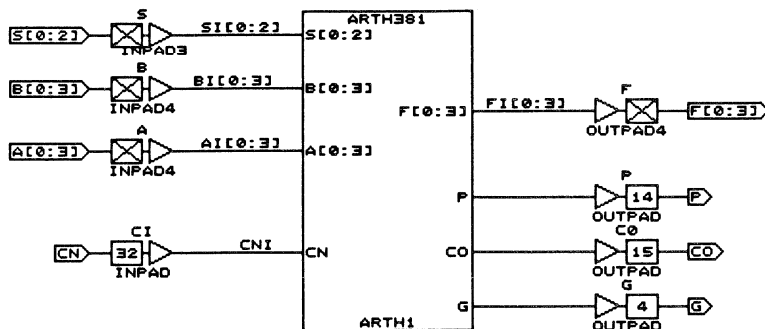 ARTH381
S
S[0:2]
INPAD3
SI[0:2]
S[0:2]
B
B[0:3]
INPAD4
BI[0:3]
B[0:3]
A
A[0:3]
INPAD4
AI[0:3]
A[0:3]
CI
CN
32
INPAD
CNI
CN
F
F[0:3]
FI[0:3]
OUTPAD4
F[0:3]
P
P
14
OUTPAD
P
C0
CO
15
OUTPAD
CO
G
G
4
OUTPAD
G
ARTH1